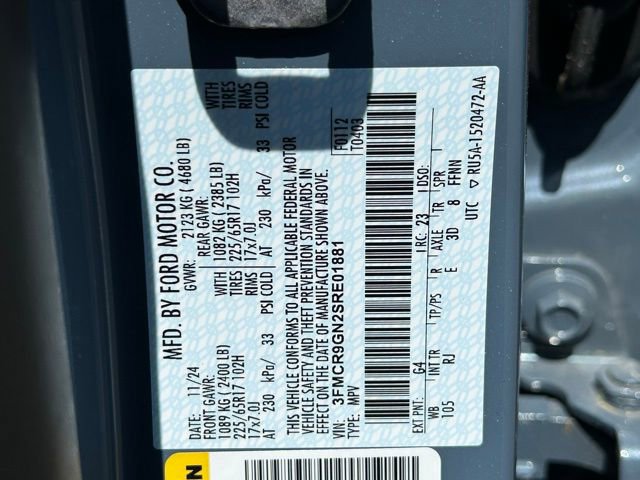 MFD. BY FORD MOTOR CO.
DATE: 11/24 GVWR: 2123 KG ( 4680 LB)
FRONT GAWR: REAR GAWR:
1089 KG ( 2400 LB) WITH 1082 KG ( 2385 LB) WITH
225/65R17 102H TIRES 225/65R17 102H TIRES
17x7.0J RIMS 17x7.0J RIMS
AT 230 kPa/ 33 PSI COLD AT 230 kPa/ 33 PSI COLD
THIS VEHICLE CONFORMS TO ALL APPLICABLE FEDERAL MOTOR
VEHICLE SAFETY AND THEFT PREVENTION STANDARDS IN
EFFECT ON THE DATE OF MANUFACTURE SHOWN ABOVE.
VIN: 3FMCR9GN2SRE01881 F0112
TYPE: MPV T0403
EXT PNT: G4 RC: 23 DSO:
WB INT TR TP/PS R AXLE TR SPR
105 RJ E 3D 8 FFNN
UTC ▽ RU5A-1520472-AA